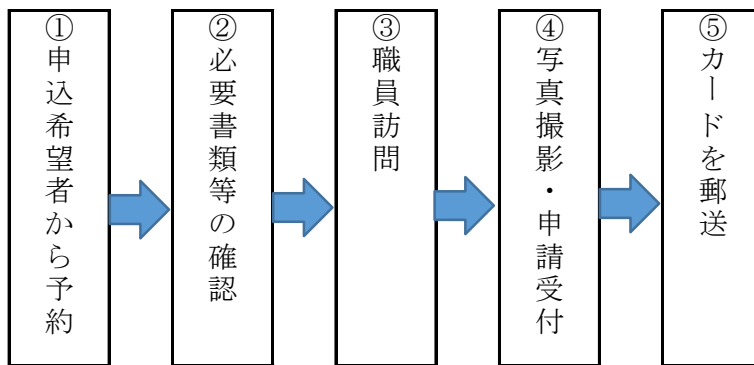 ①申込希望者から予約
②必要書類等の確認
③職員訪問
④写真撮影・申請受付
⑤カードを郵送